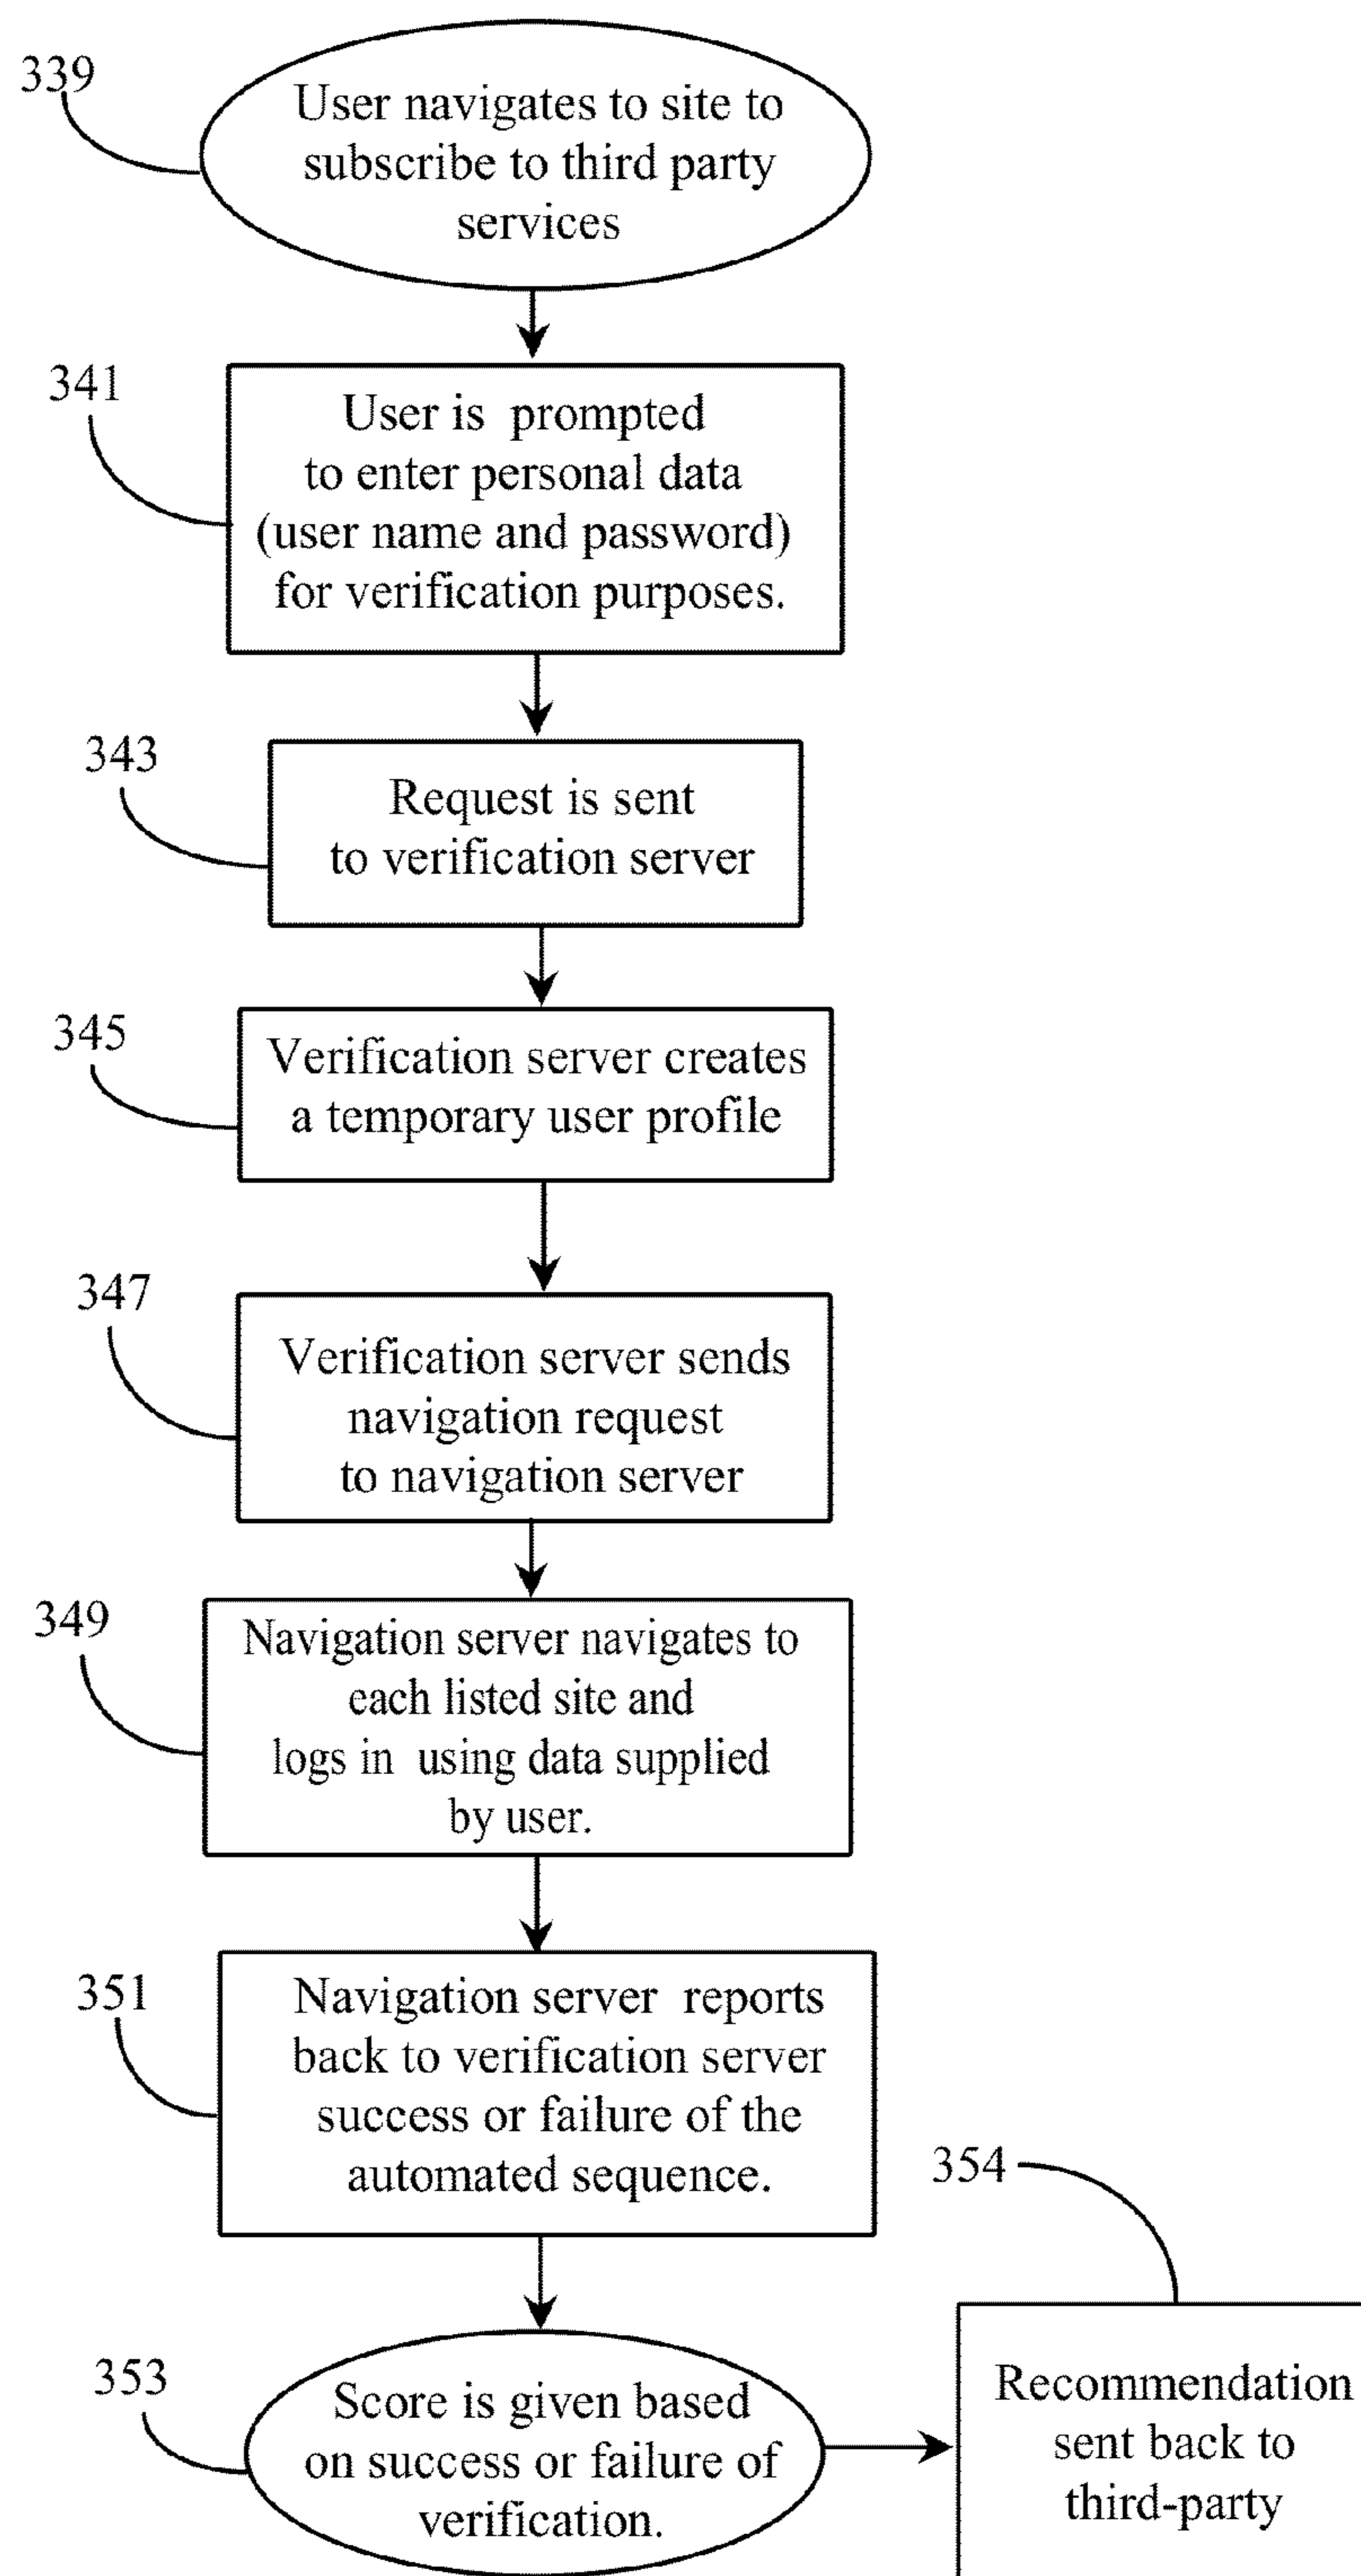 339
User navigates to site to
subscribe to third party
services
341
User is prompted
to enter personal data
(user name and password)
for verification purposes.
343
Request is sent
to verification server
345
Verification server creates
a temporary user profile
347
Verification server sends
navigation request
to navigation server
349
Navigation server navigates to
each listed site and
logs in using data supplied
by user.
351
Navigation server reports
back to verification server
success or failure of the
automated sequence.
354
353
Score is given based
on success or failure of
verification.
Recommendation
sent back to
third-party